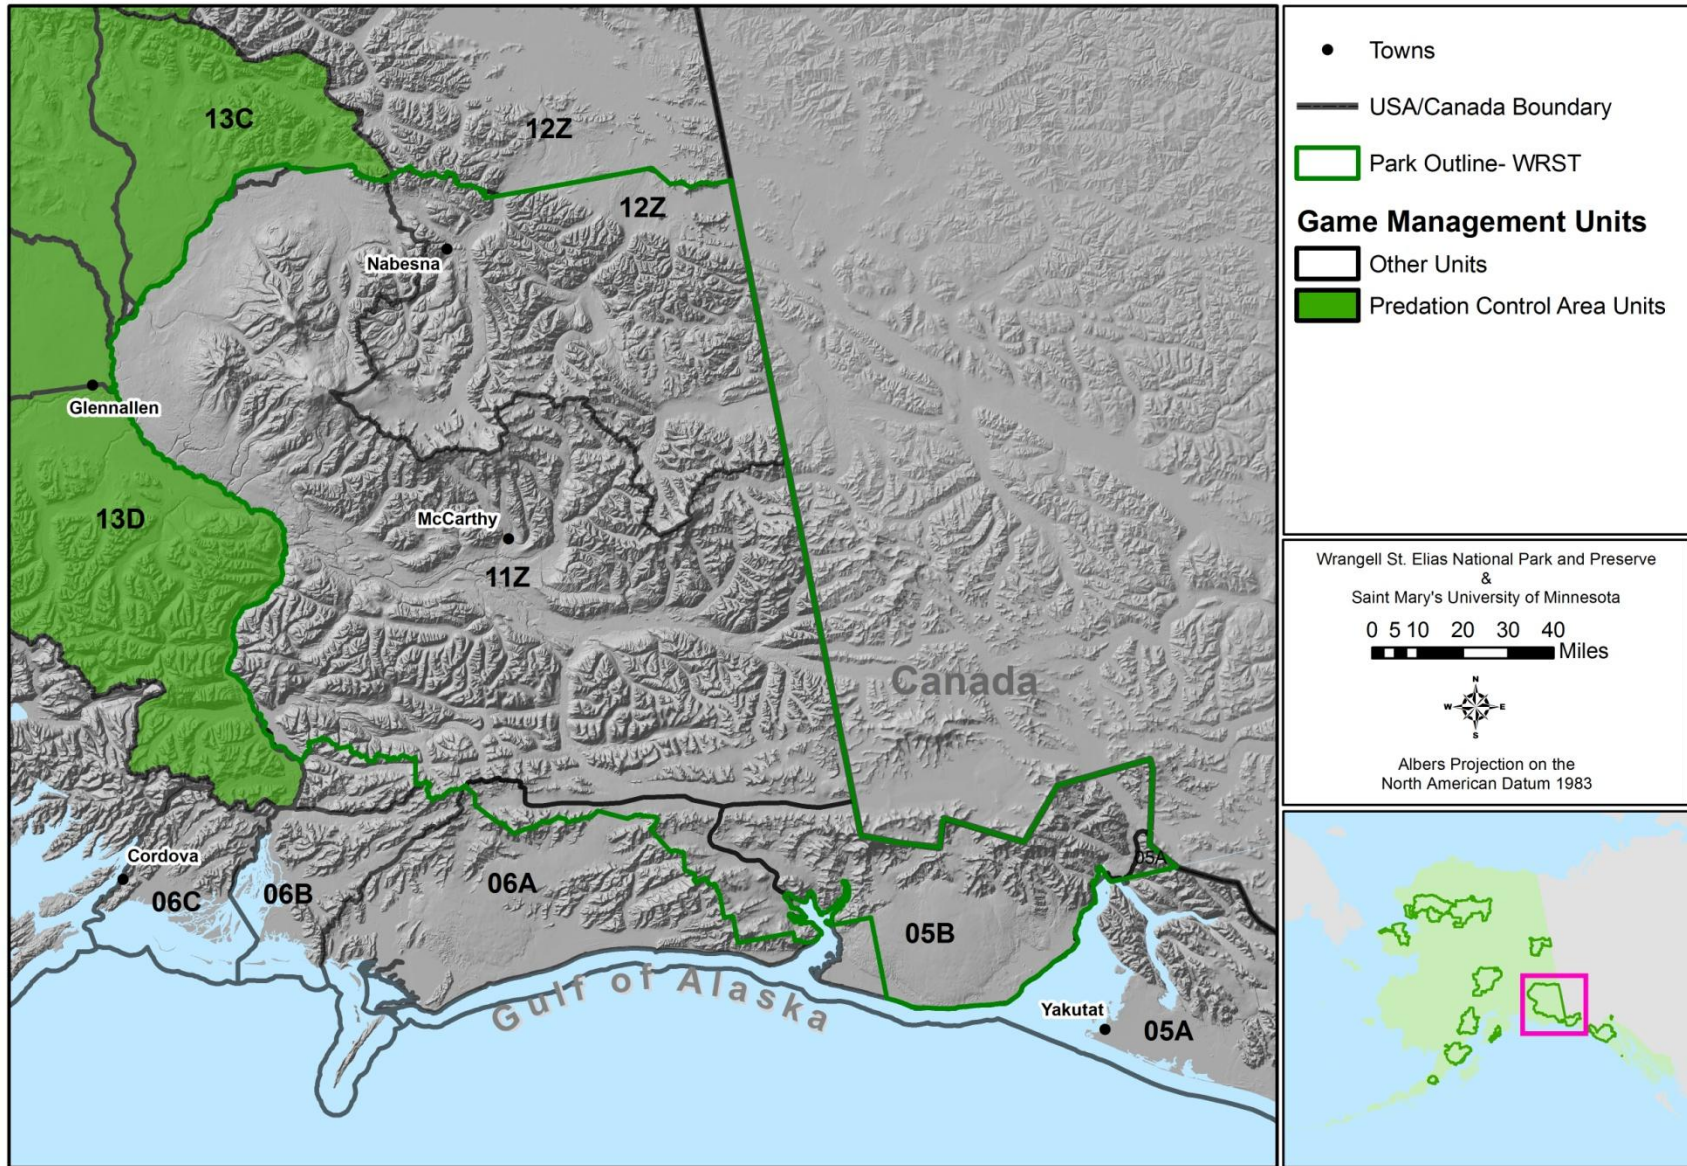 13C
12Z
12Z
Nabesna
Glennallen
13D
McCarthy
11Z
Canada
Cordova
06C
06B
06A
05A
05B
Gulf of Alaska
Yakutat
05A
Towns
USA/Canada Boundary
Park Outline- WRST
Game Management Units
Other Units
Predation Control Area Units
Wrangell St. Elias National Park and Preserve
&
Saint Mary's University of Minnesota
0 5 10 20 30 40
Miles
N
W E
S
Albers Projection on the
North American Datum 1983